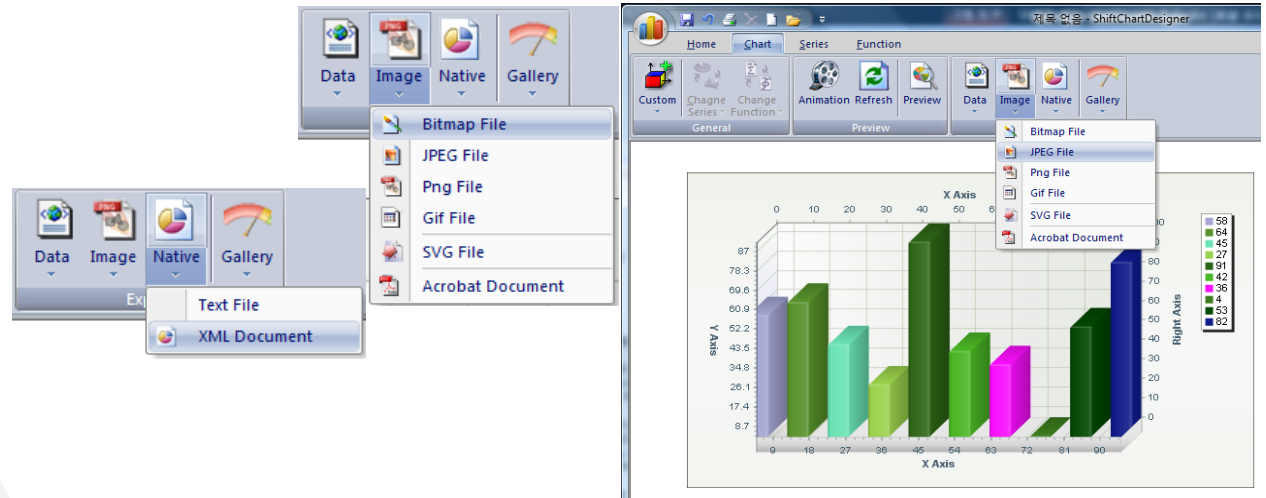 Data Image Native Gallery
Bitmap File
JPEG File
Png File
Gif File
SVG File
Acrobat Document
Data Image Native Gallery
Exp
Text File
XML Document
제목 없음 - ShiftChartDesigner
Home Chart Series Function
Custom Chagne Series Change Function Animation Refresh Preview Data Image Native Gallery
General Preview
Bitmap File
JPEG File
Png File
Gif File
SVG File
Acrobat Document
X Axis
0 10 20 30 40 50 6
87
78.3
69.6
60.9
52.2
43.5
34.8
26.1
17.4
8.7
Y Axis
9 18 27 36 45 54 63 72 81 90
X Axis
80
70
60
50
40
30
20
10
0
Right Axis
58
64
45
27
91
42
36
4
53
82